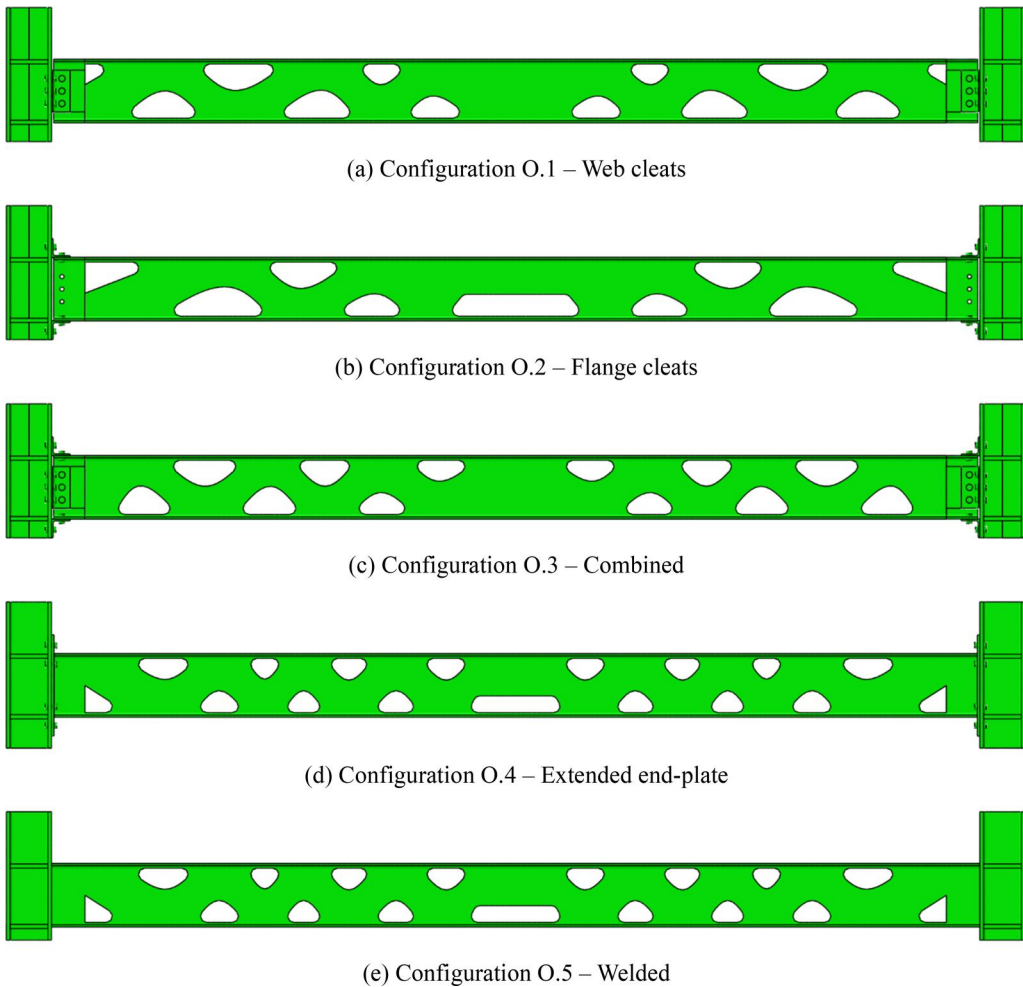 (a) Configuration O.1 – Web cleats
(b) Configuration O.2 – Flange cleats
(c) Configuration O.3 – Combined
(d) Configuration O.4 – Extended end-plate
(e) Configuration O.5 – Welded